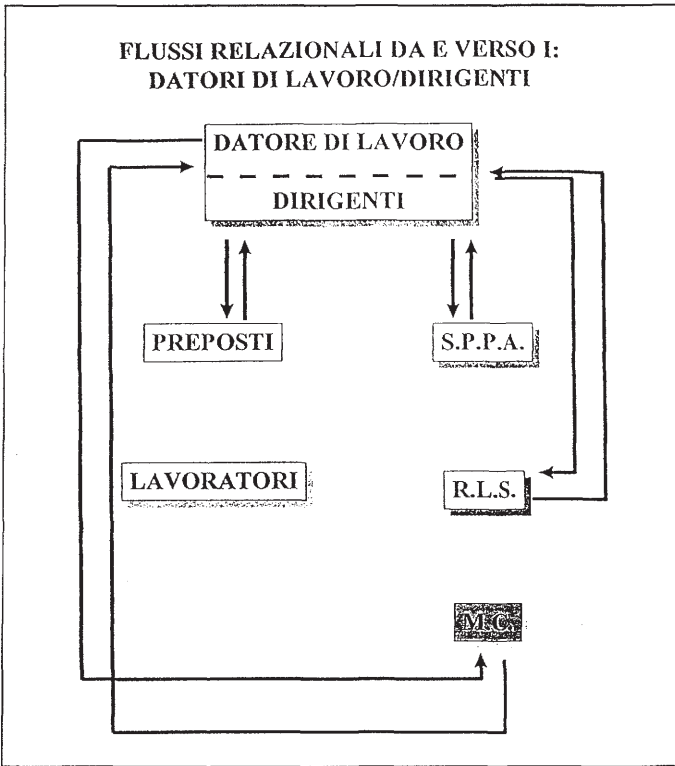 FLUSSI RELAZIONALI DA E VERSO I:
DATORI DI LAVORO/DIRIGENTI
DATORE DI LAVORO
DIRIGENTI
PREPOSTI
S.P.P.A.
LAVORATORI
R.L.S.
M.C.